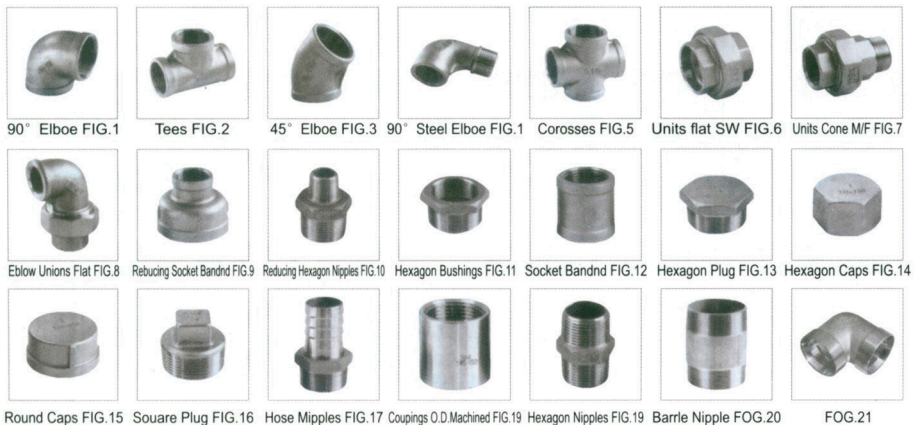 90° Elboe FIG.1 Tees FIG.2 45° Elboe FIG.3 90° Steel Elboe FIG.1 Corosses FIG.5 Units flat SW FIG.6 Units Cone M/F FIG.7
Eblow Unions Flat FIG.8 Rebucing Socket Bandnd FIG.9 Reducing Hexagon Nipples FIG.10 Hexagon Bushings FIG.11 Socket Bandnd FIG.12 Hexagon Plug FIG.13 Hexagon Caps FIG.14
Round Caps FIG.15 Souare Plug FIG.16 Hose Mipples FIG.17 Coupings O.D.Machined FIG.19 Hexagon Nipples FIG.19 Barrle Nipple FOG.20 FOG.21